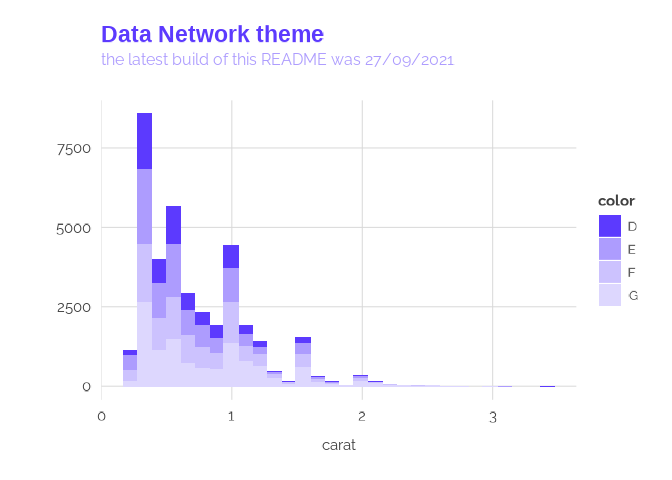 Data Network theme
the latest build of this README was 27/09/2021
7500
5000
2500
0
0 1 2 3
carat
color
D
E
F
G